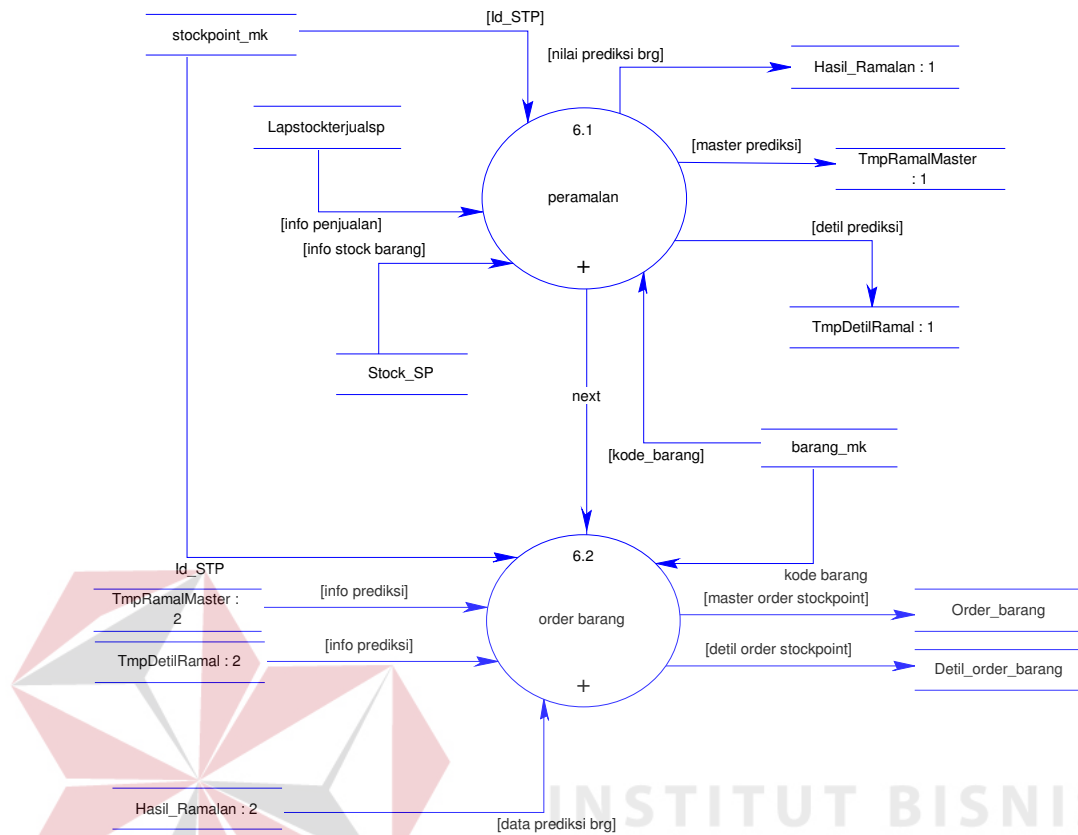 [Id_STP]
stockpoint_mk
[nilai prediksi brg]
Hasil_Ramalan : 1
Lapstockterjualsp
6.1
[master prediksi]
TmpRamalMaster
: 1
peramalan
[info penjualan]
[detil prediksi]
[info stock barang]
+
TmpDetilRamal : 1
Stock_SP
next
[kode_barang]
barang_mk
6.2
Id_STP
kode barang
TmpRamalMaster :
2
[info prediksi]
[master order stockpoint]
Order_barang
order barang
[info prediksi]
[detil order stockpoint]
TmpDetilRamal : 2
Detil_order_barang
+
Hasil_Ramalan : 2
[data prediksi brg]
INSTITUT BISNIS